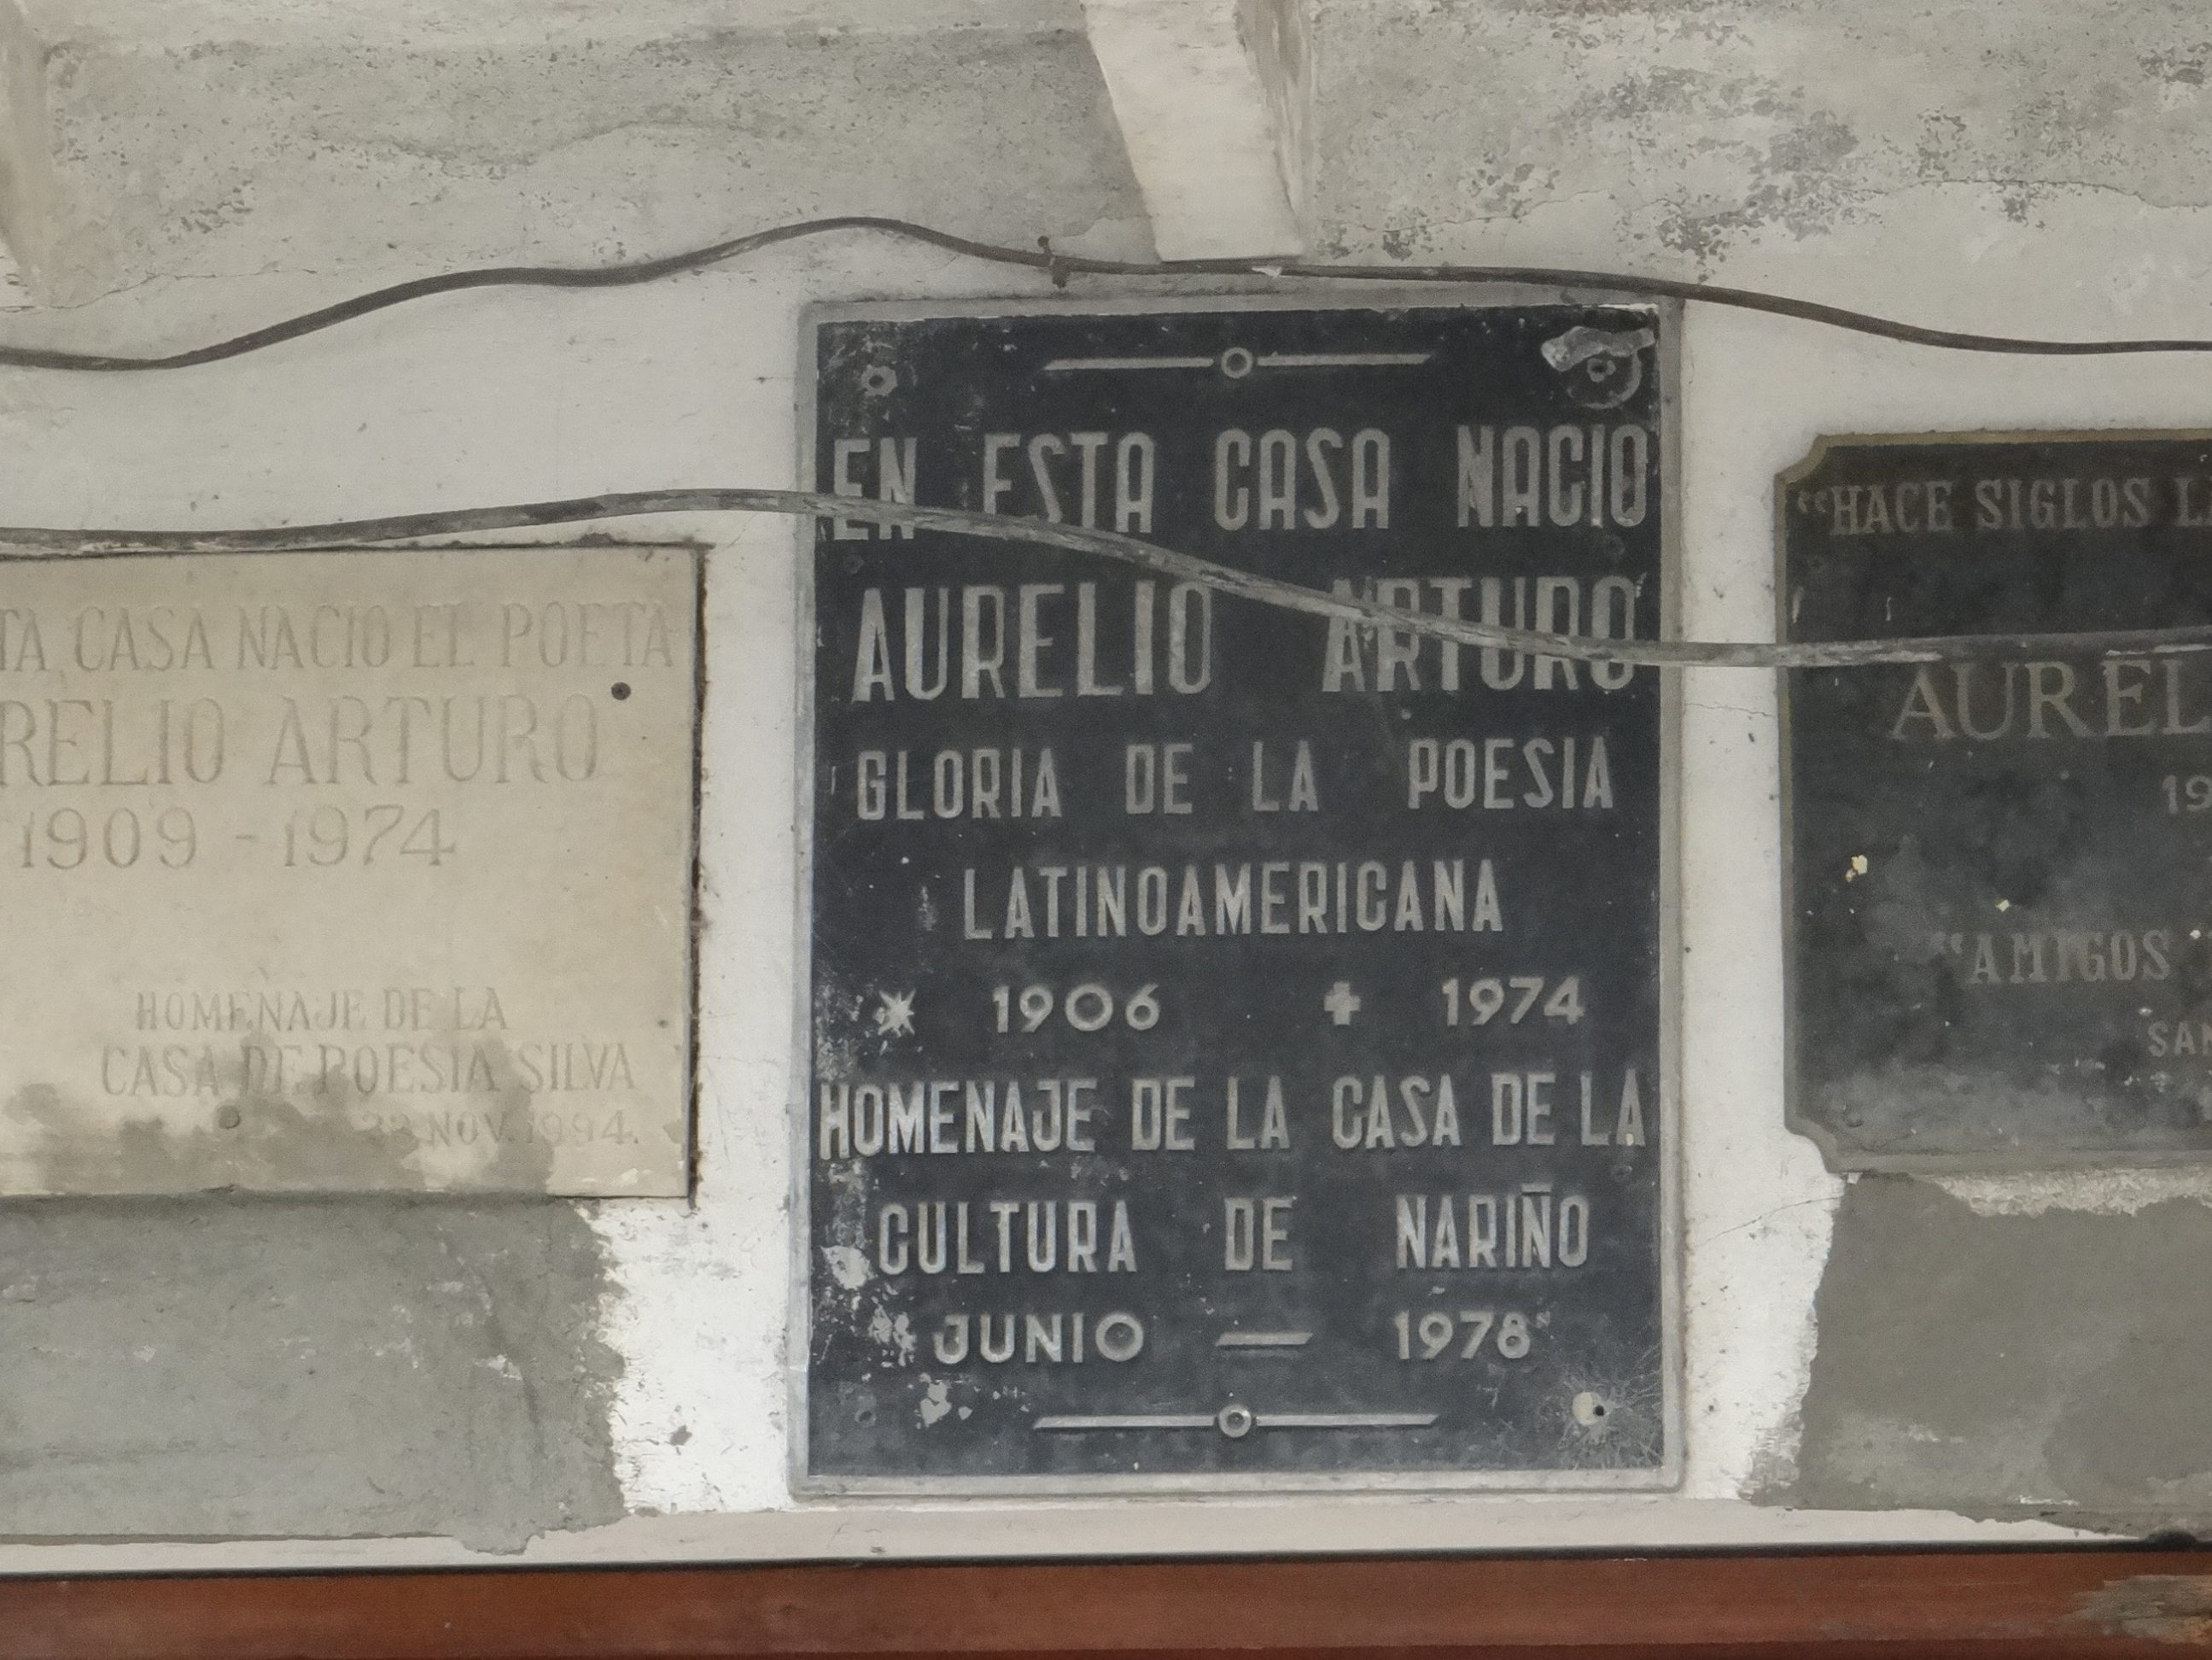 TA CASA NACIO EL POETA
RELIO ARTURO
1909 - 1974
HOMENAJE DE LA
CASA DE POESIA SILVA
NOV. 1994.
EN ESTA CASA NACIO
AURELIO ARTURO
GLORIA DE LA POESIA
LATINOAMERICANA
1906 1974
HOMENAJE DE LA CASA DE LA
CULTURA DE NARIÑO
JUNIO — 1978
“HACE SIGLOS L
AUREL
19
“AMIGOS
SAN